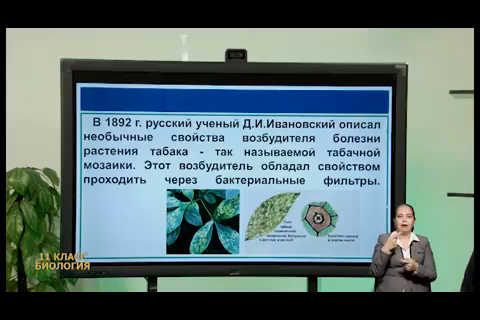 В 1892 г. русский ученый Д.И.Ивановский описал
необычные свойства возбудителя болезни
растения табака - так называемой табачной
мозаики. Этот возбудитель обладал свойством
проходить через бактериальные фильтры.
11 КЛАСС
БИОЛОГИЯ